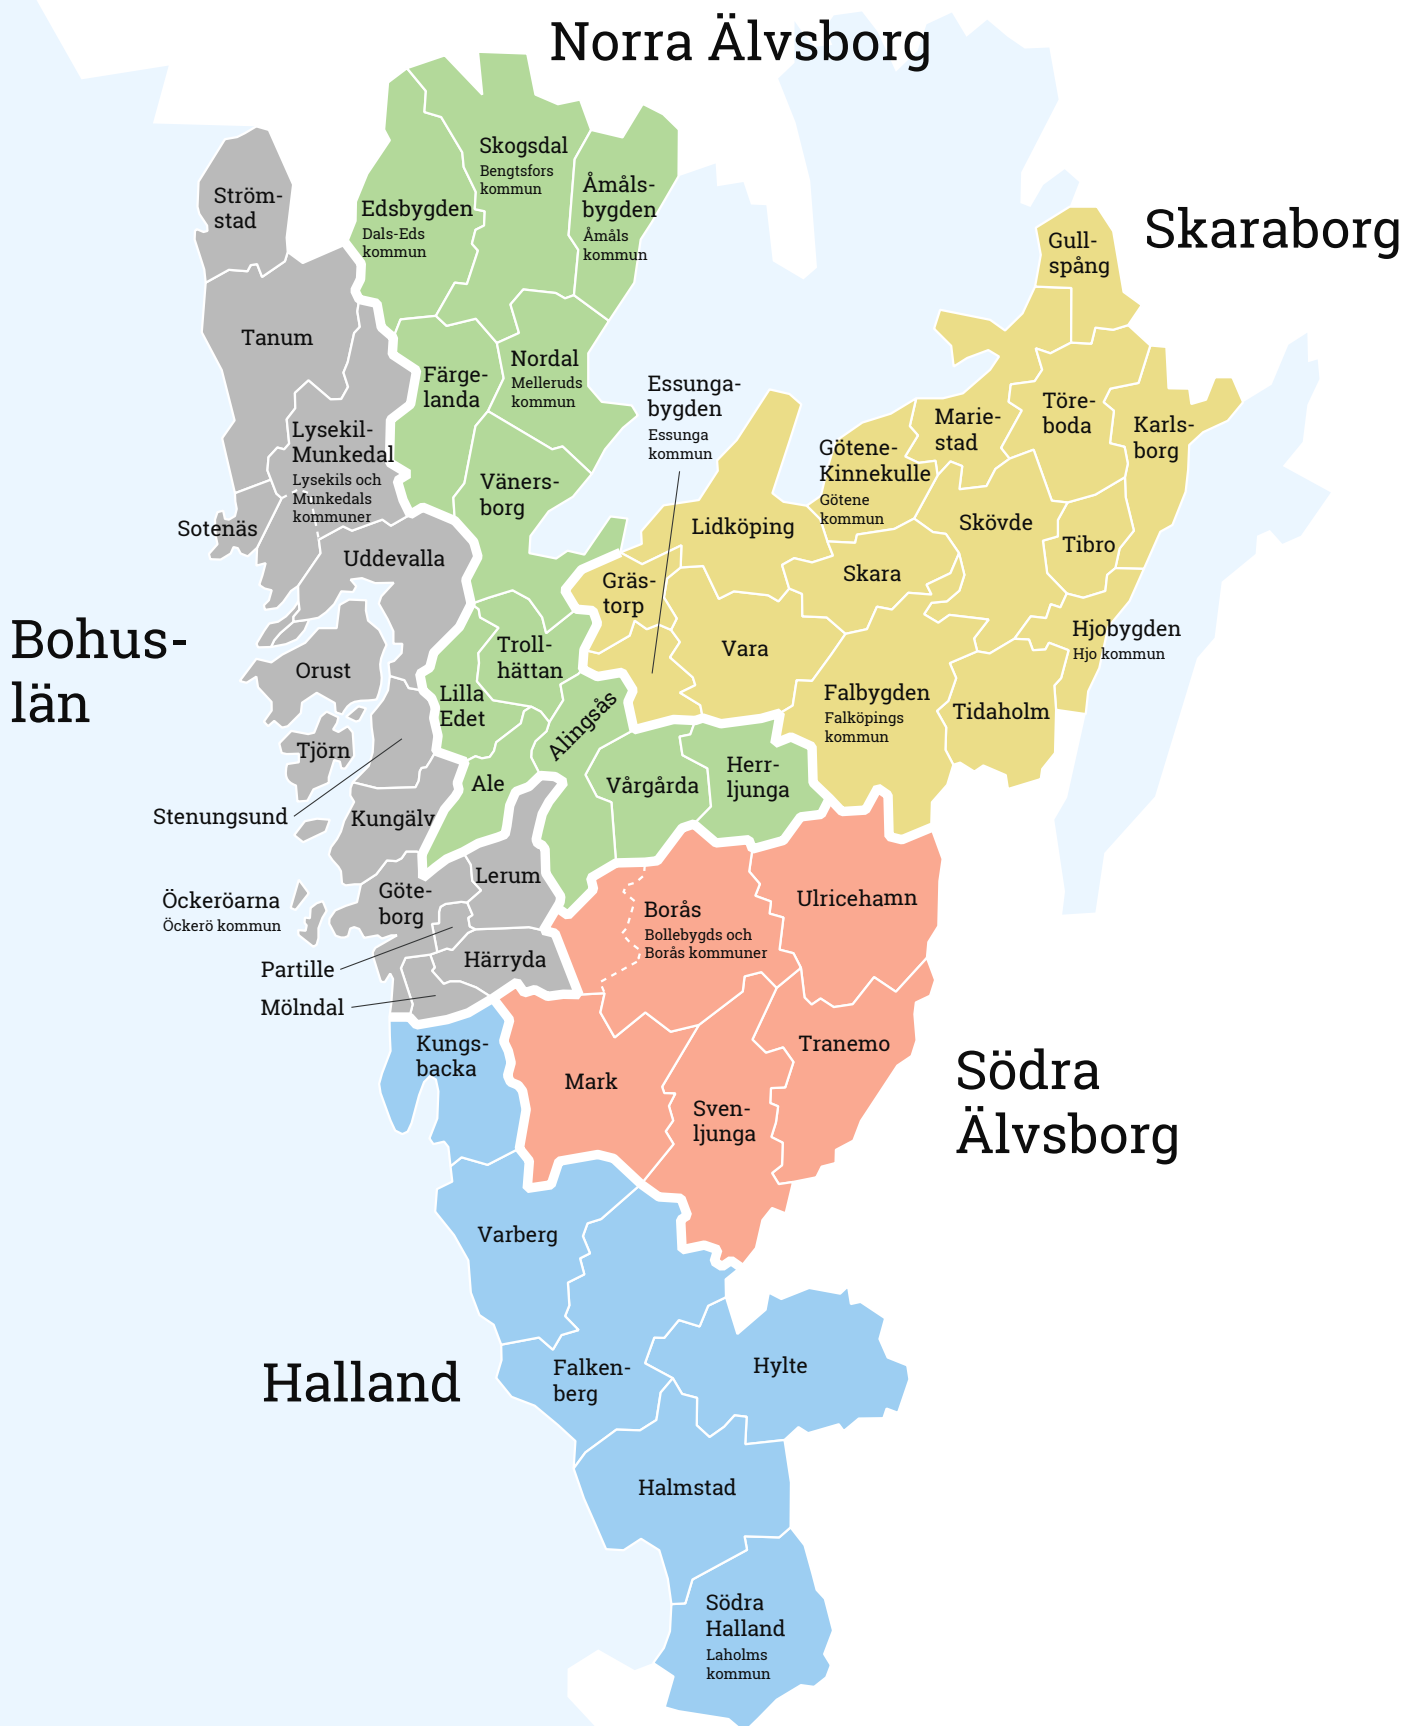 Norra Älvsborg
Skogsdal
Bengtsfors
kommun
Åmåls-
bygden
Åmåls
kommun
Edsbygden
Dals-Eds
kommun
Ström-
stad
Skaraborg
Gull-
spång
Tanum
Färge-
landa
Nordal
Melleruds
kommun
Essunga-
bygden
Essunga
kommun
Lysekil-
Munkedal
Lysekils och
Munkedals
kommuner
Götene-
Kinnekulle
Götene
kommun
Marie-
stad
Töre-
boda
Karls-
borg
Väners-
borg
Sotenäs
Uddevalla
Lidköping
Skövde
Tibro
Skara
Gräs-
torp
Vara
Hjobygden
Hjo kommun
Bohus-
län
Orust
Troll-
hättan
Lilla
Edet
Alingsås
Falbygden
Falköpings
kommun
Tidaholm
Tjörn
Ale
Vårgårda
Herr-
ljunga
Stenungsund
Kungälv
Lerum
Öckeröarna
Öckerö kommun
Göte-
borg
Borås
Bollebygds och
Borås kommuner
Ulricehamn
Partille
Härryda
Mölndal
Kungs-
backa
Mark
Tranemo
Sven-
ljunga
Södra
Älvsborg
Varberg
Halland
Falken-
berg
Hylte
Halmstad
Södra
Halland
Laholms
kommun